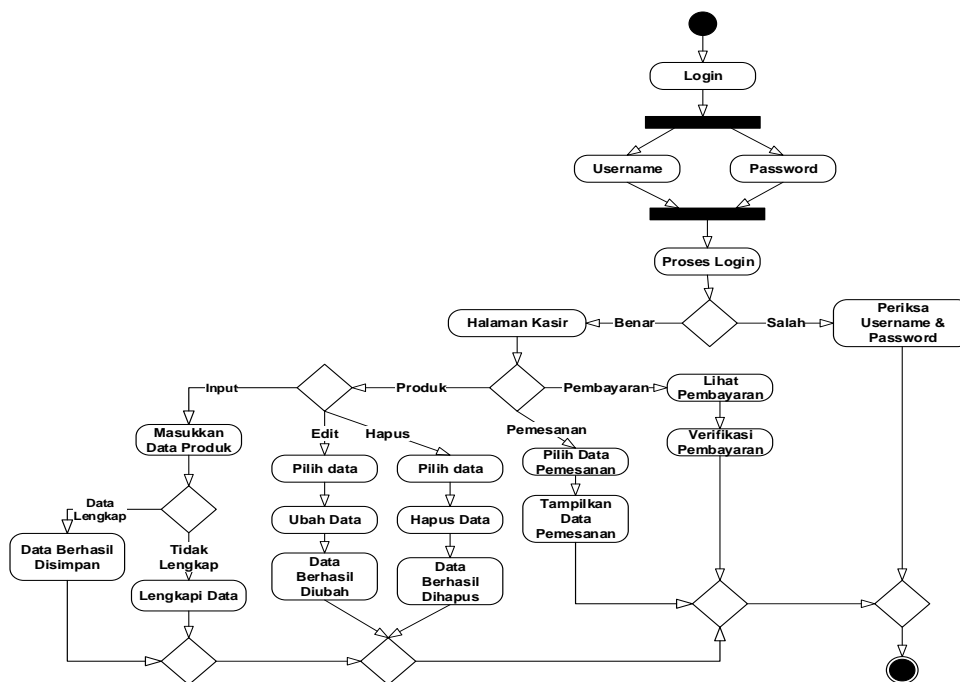 Login
Username
Password
Proses Login
Benar
Salah
Periksa
Username &
Password
Halaman Kasir
Input
Produk
Pembayaran
Lihat
Pembayaran
Masukkan
Data Produk
Edit
Hapus
Pemesanan
Verifikasi
Pembayaran
Pilih data
Pilih data
Pilih Data
Pemesanan
Data
Lengkap
Ubah Data
Hapus Data
Tampilkan
Data
Pemesanan
Data Berhasil
Disimpan
Tidak
Lengkap
Data
Berhasil
Diubah
Data
Berhasil
Dihapus
Lengkapi Data